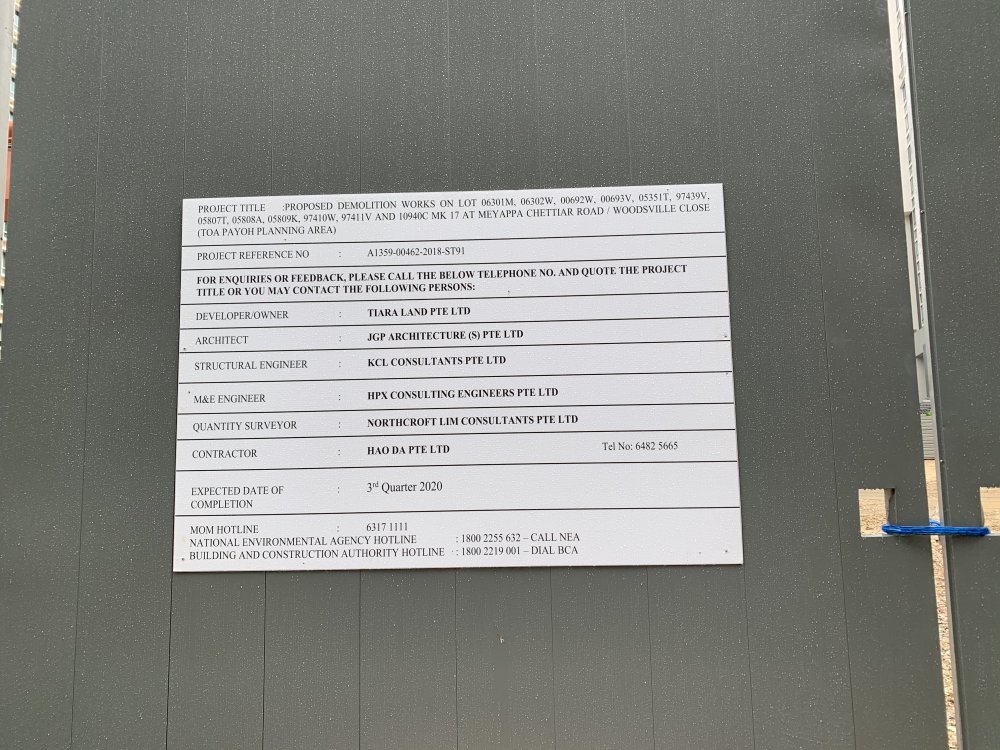 PROJECT TITLE :PROPOSED DEMOLITION WORKS ON LOT 06301M, 06302W, 00692W, 00693V, 05351T, 97439V,
05807T, 05808A, 05809K, 97410W, 97411V AND 10940C MK 17 AT MEYAPPA CHETTIAR ROAD / WOODSVILLE CLOSE
(TOA PAYOH PLANNING AREA)
PROJECT REFERENCE NO : A1359-00462-2018-ST91
FOR ENQUIRIES OR FEEDBACK, PLEASE CALL THE BELOW TELEPHONE NO. AND QUOTE THE PROJECT
TITLE OR YOU MAY CONTACT THE FOLLOWING PERSONS:
DEVELOPER/OWNER : TIARA LAND PTE LTD
ARCHITECT : JGP ARCHITECTURE (S) PTE LTD
STRUCTURAL ENGINEER : KCL CONSULTANTS PTE LTD
M&E ENGINEER : HPX CONSULTING ENGINEERS PTE LTD
QUANTITY SURVEYOR : NORTHCROFT LIM CONSULTANTS PTE LTD
CONTRACTOR : HAO DA PTE LTD Tel No: 6482 5665
EXPECTED DATE OF : 3rd Quarter 2020
COMPLETION
MOM HOTLINE : 6317 1111
NATIONAL ENVIRONMENTAL AGENCY HOTLINE : 1800 2255 632 – CALL NEA
BUILDING AND CONSTRUCTION AUTHORITY HOTLINE : 1800 2219 001 – DIAL BCA